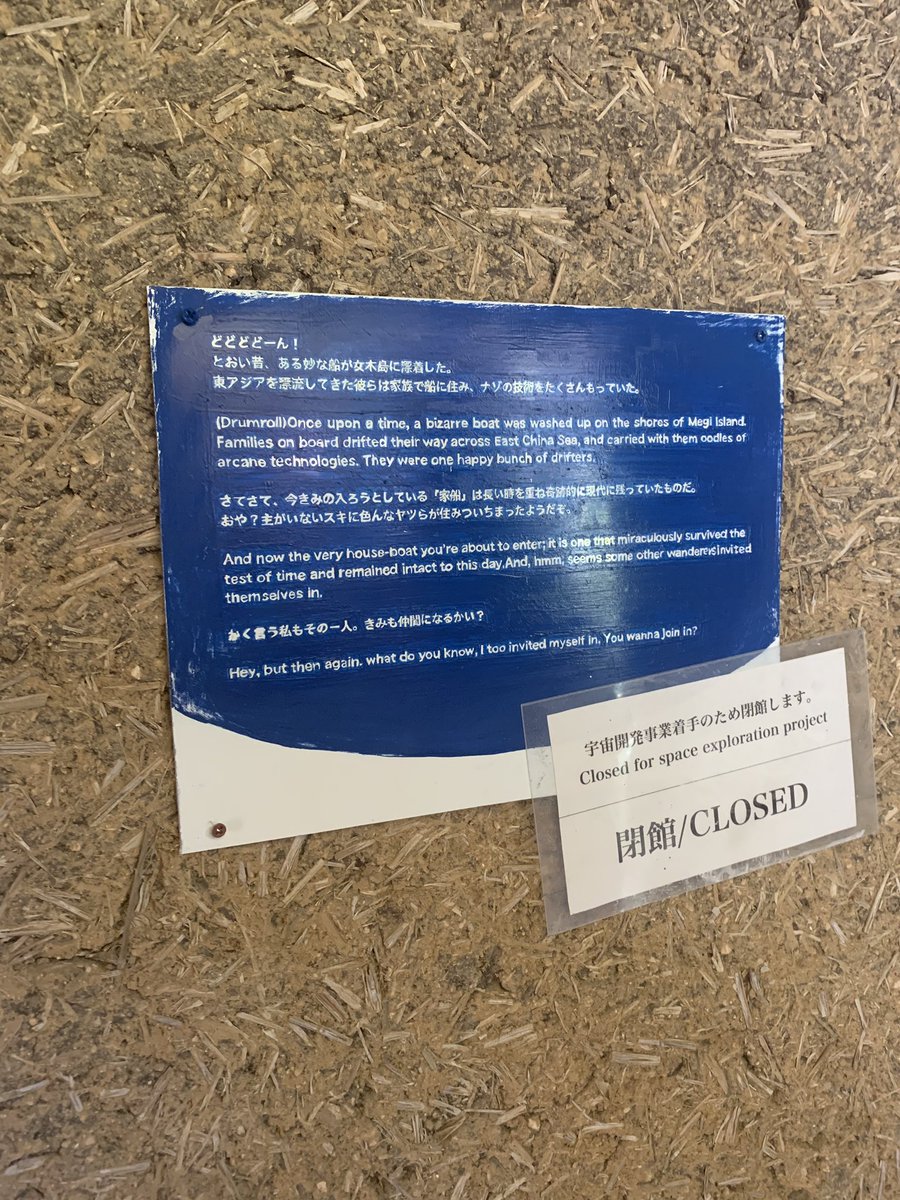 どどどどーん！
とおい昔、ある妙な船が女木島に漂着した。
東アジアを漂流してきた彼らは家族で船に住み、ナゾの技術をたくさんもっていた。
(Drumroll)Once upon a time, a bizarre boat was washed up on the shores of Megi Island.
Families on board drifted their way across East China Sea, and carried with them oodles of
arcane technologies. They were one happy bunch of drifters.
さてさて、今きみの入ろうとしている「家船」は長い時を重ね奇跡的に現代に残っていたものだ。
おや？主がいないスキに色んなヤツらが住みついちまったようだぞ。
And now the very house-boat you're about to enter; it is one that miraculously survived the
test of time and remained intact to this day.And, hmm, seems some other wanderersinvited
themselves in.
かく言う私もその一人。きみも仲間になるかい？
Hey, but then again, what do you know, I too invited myself in. You wanna join in?
宇宙開発事業着手のため閉館します。
Closed for space exploration project
閉館/CLOSED